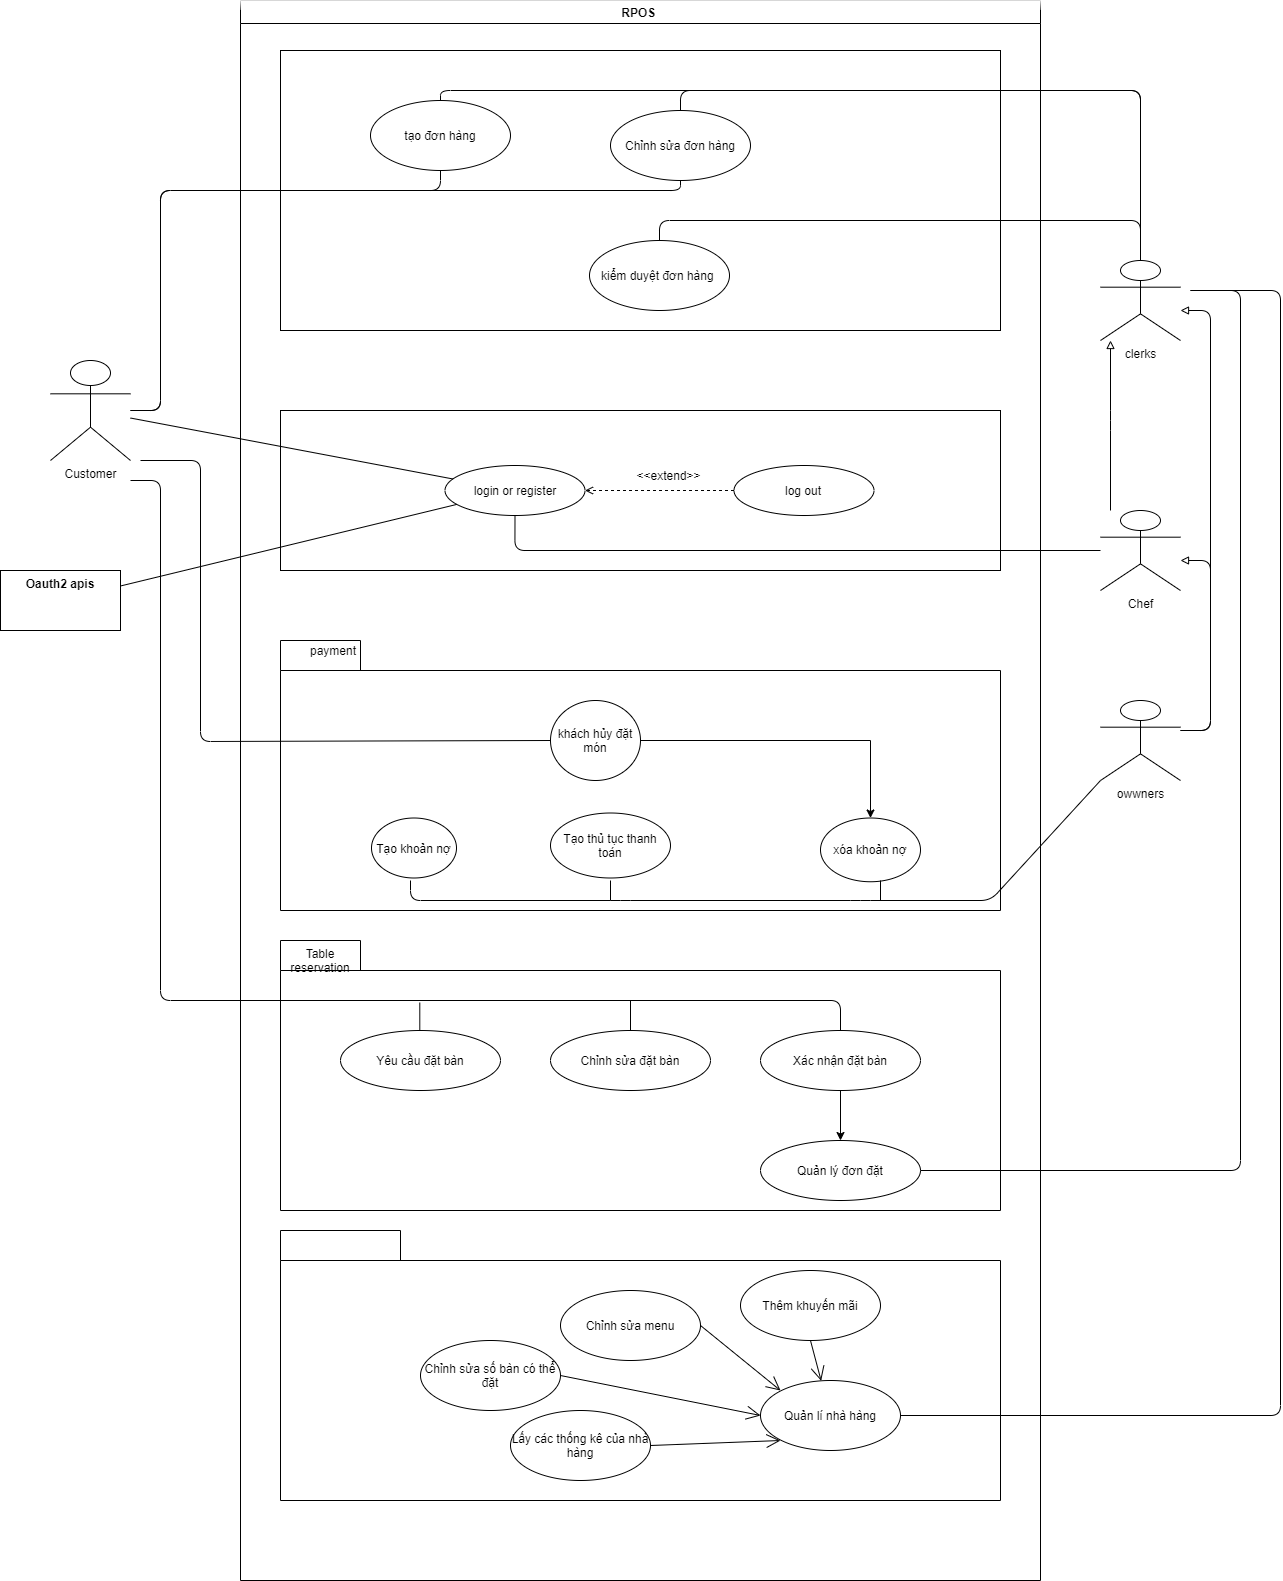 RPOS
tạo đơn hàng
Chỉnh sửa đơn hàng
kiểm duyệt đơn hàng
clerks
Customer
<<extend>>
login or register
log out
Oauth2 apis
Chef
payment
khách hủy đặt
món
owwners
Tạo khoản nợ
Tạo thủ tục thanh
toán
xóa khoản nợ
Table
reservation
Yêu cầu đặt bàn
Chỉnh sửa đặt bàn
Xác nhận đặt bàn
Quản lý đơn đặt
Thêm khuyến mãi
Chỉnh sửa menu
Chỉnh sửa số bàn có thể
đặt
Quản lí nhà hàng
Lấy các thống kê của nha
hàng